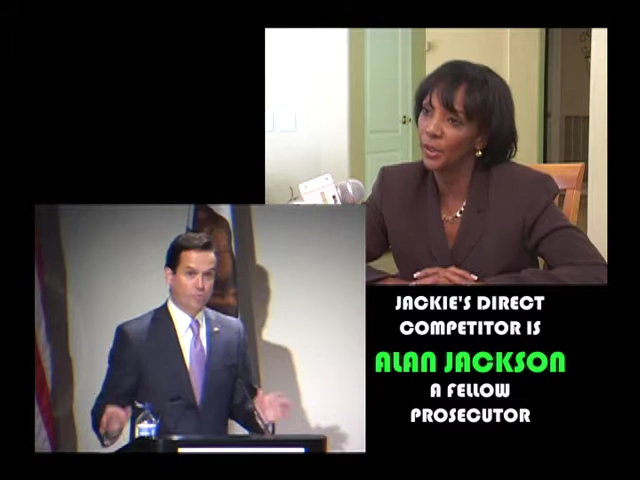 JACKIE'S DIRECT
COMPETITOR IS
ALAN JACKSON
A FELLOW
PROSECUTOR